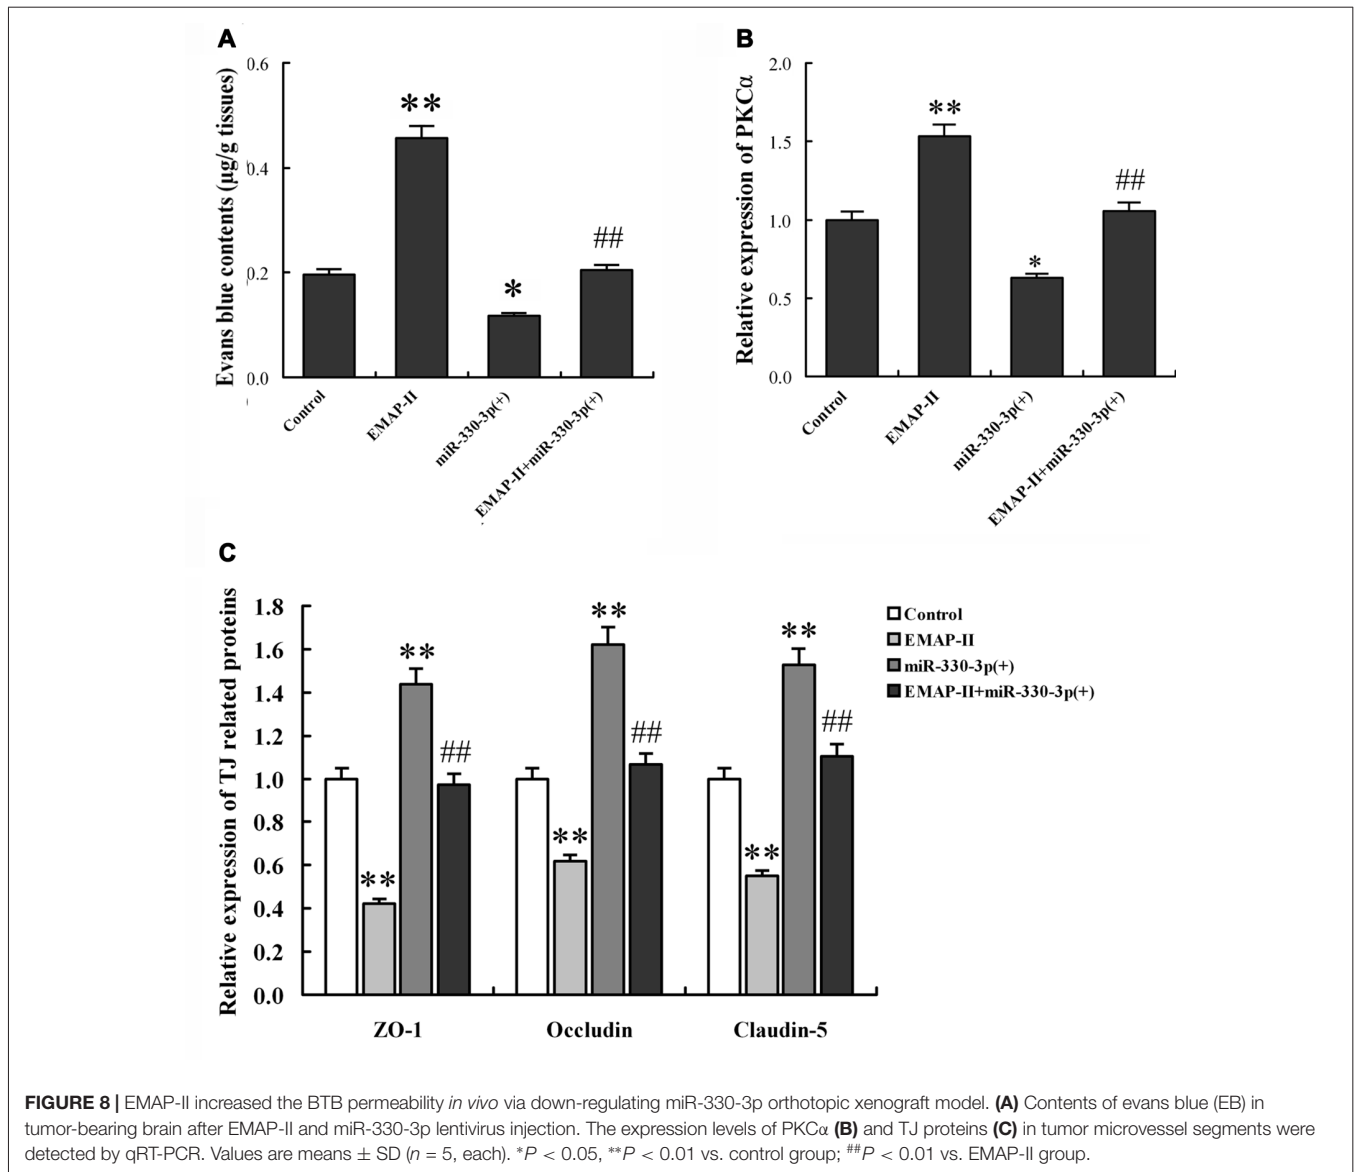 A
Evans blue contents (μg/g tissues)
0.6
0.4
0.2
0.0
**
*
##
Control
EMAP-II
miR-330-3p(+)
EMAP-II+miR-330-3p(+)
B
Relative expression of PKCα
2.0
1.5
1.0
0.5
0.0
**
*
##
Control
EMAP-II
miR-330-3p(+)
EMAP-II+miR-330-3p(+)
C
Relative expression of TJ related proteins
1.8
1.6
1.4
1.2
1.0
0.8
0.6
0.4
0.2
0.0
**
**
##
**
**
##
**
**
##
ZO-1
Occludin
Claudin-5
Control
EMAP-II
miR-330-3p(+)
EMAP-II+miR-330-3p(+)
FIGURE 8 | EMAP-II increased the BTB permeability in vivo via down-regulating miR-330-3p orthotopic xenograft model. (A) Contents of evans blue (EB) in
tumor-bearing brain after EMAP-II and miR-330-3p lentivirus injection. The expression levels of PKCα (B) and TJ proteins (C) in tumor microvessel segments were
detected by qRT-PCR. Values are means ± SD (n = 5, each). *P < 0.05, **P < 0.01 vs. control group; ##P < 0.01 vs. EMAP-II group.